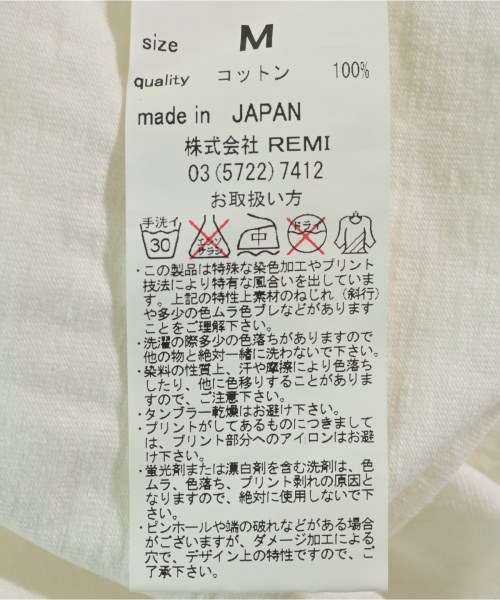 size M
quality コットン 100%
made in JAPAN
株式会社 REMI
03(5722)7412
お取扱い方
手洗イ 30 エンソサラシ 中 ドライ
・この製品は特殊な染色加工やプリント
技法により特有な風合いを出していま
す。上記の特性上素材のねじれ（斜行）
や多少の色ムラ色ブレなどがあります
ことをご理解下さい。
・洗濯の際多少の色落ちがありますので
他の物と絶対一緒に洗わないで下さい。
・染料の性質上、汗や摩擦により色落ち
したり、他に色移りすることがありま
すので、ご注意下さい。
・タンブラー乾燥はお避け下さい。
・プリントがしてあるものにつきまして
は、プリント部分へのアイロンはお避
け下さい。
・蛍光剤または漂白剤を含む洗剤は、色
ムラ、色落ち、プリント剥れの原因と
なりますので、絶対に使用しないで下
さい。
・ピンホールや端の破れなどがある場合
がございますが、ダメージ加工による
穴で、デザイン上の特性ですので、ご
了承下さい。